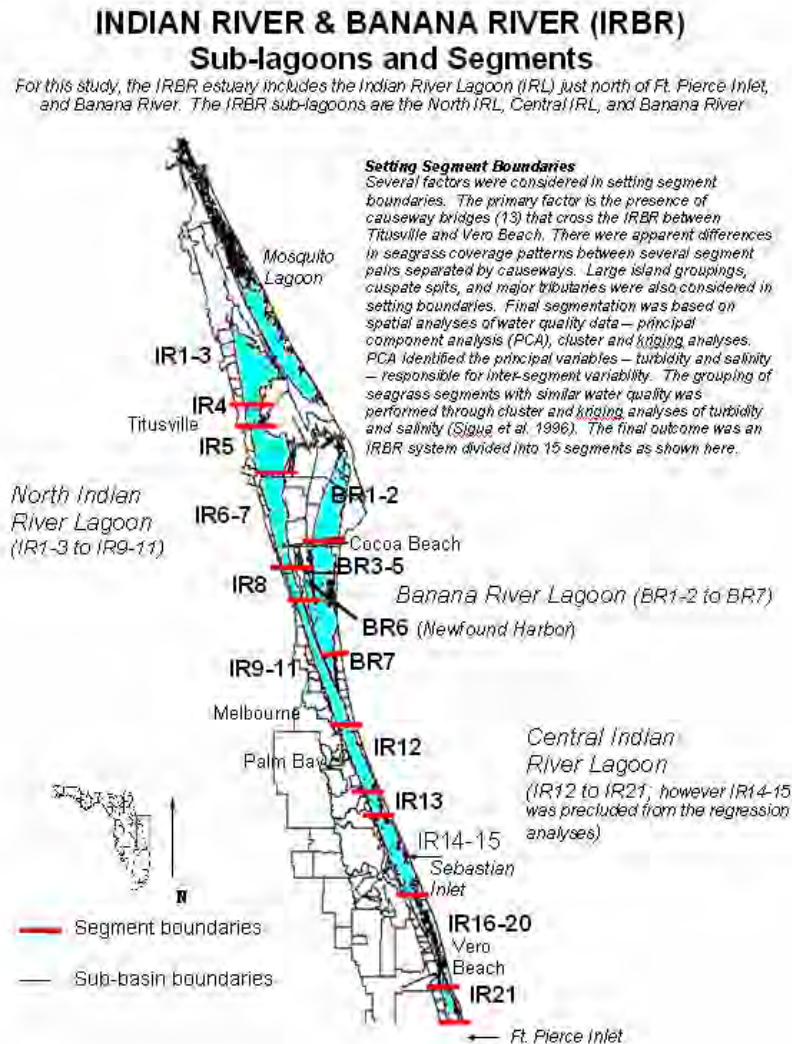 INDIAN RIVER & BANANA RIVER (IRBR)
Sub-lagoons and Segments
For this study, the IRBR estuary includes the Indian River Lagoon (IRL) just north of Ft. Pierce Inlet,
and Banana River. The IRBR sub-lagoons are the North IRL, Central IRL, and Banana River
Setting Segment Boundaries
Several factors were considered in setting segment
boundaries. The primary factor is the presence of
causeway bridges (13) that cross the IRBR between
Titusville and Vero Beach. There were apparent differences
in seagrass coverage patterns between several segment
pairs separated by causeways. Large island groupings,
cuspate spits, and major tributaries were also considered in
setting boundaries. Final segmentation was based on
spatial analyses of water quality data – principal
component analysis (PCA), cluster and kriging analyses.
PCA identified the principal variables – turbidity and salinity
– responsible for inter-segment variability. The grouping of
seagrass segments with similar water quality was
performed through cluster and kriging analyses of turbidity
and salinity (Sigua et al. 1996). The final outcome was an
IRBR system divided into 15 segments as shown here.
Mosquito
Lagoon
IR1-3
IR4
Titusville
IR5
BR1-2
North Indian
River Lagoon
(IR1-3 to IR9-11)
IR6-7
Cocoa Beach
BR3-5
IR8
Banana River Lagoon (BR1-2 to BR7)
BR6 (Newfound Harbor)
BR7
IR9-11
Melbourne
IR12
Palm Bay
Central Indian
River Lagoon
(IR12 to IR21, however IR14-15
was precluded from the regression
analyses)
IR13
IR14-15
Sebastian
Inlet
N
Segment boundaries
IR16-20
Vero
Beach
Sub-basin boundaries
IR21
Ft. Pierce Inlet